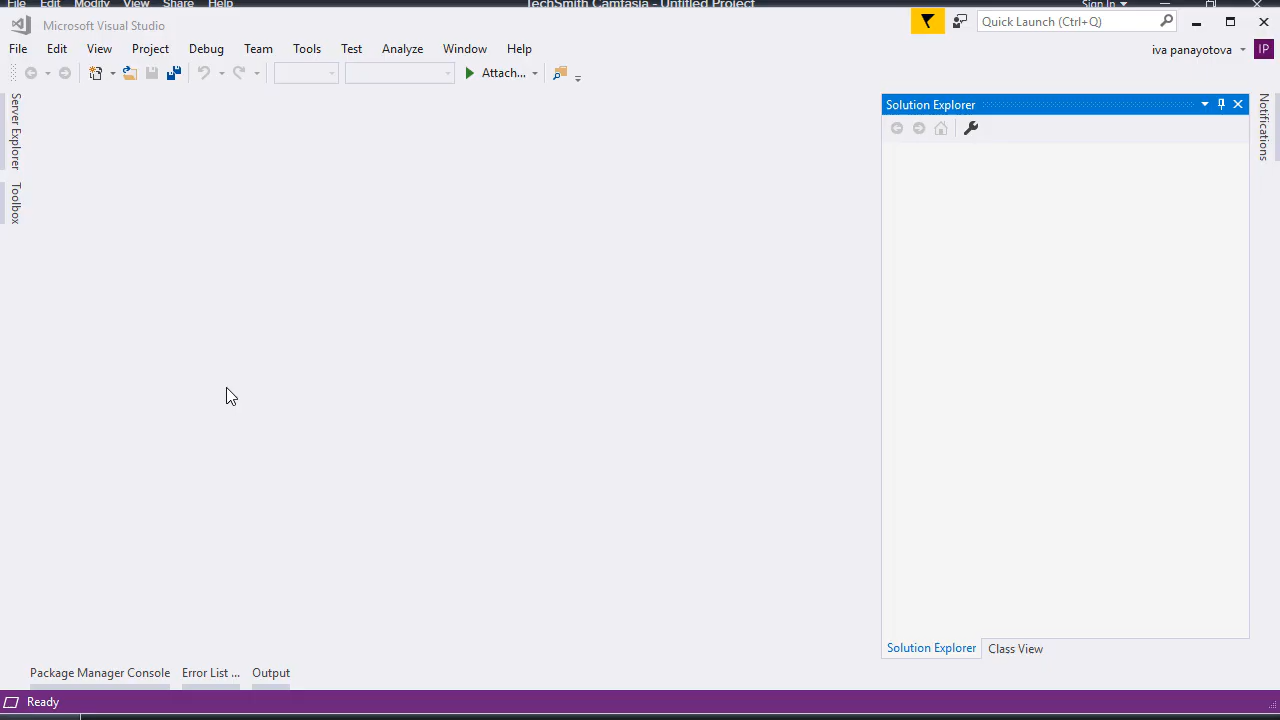 File Edit Modify View Share Help TechSmith Camtasia - Untitled Project Sign In
Microsoft Visual Studio Quick Launch (Ctrl+Q)
File Edit View Project Debug Team Tools Test Analyze Window Help iva panayotova IP
Attach...
Server Explorer
Toolbox
Solution Explorer
Notifications
Solution Explorer Class View
Package Manager Console Error List ... Output
Ready